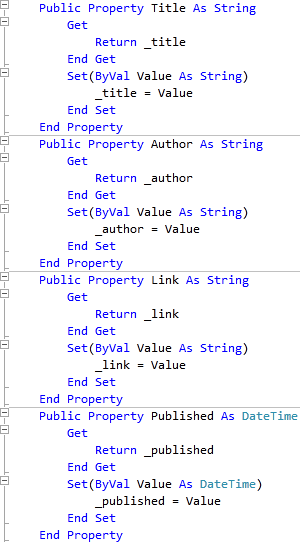 Public Property Title As String
Get
Return _title
End Get
Set(ByVal Value As String)
_title = Value
End Set
End Property
Public Property Author As String
Get
Return _author
End Get
Set(ByVal Value As String)
_author = Value
End Set
End Property
Public Property Link As String
Get
Return _link
End Get
Set(ByVal Value As String)
_link = Value
End Set
End Property
Public Property Published As DateTime
Get
Return _published
End Get
Set(ByVal Value As DateTime)
_published = Value
End Set
End Property